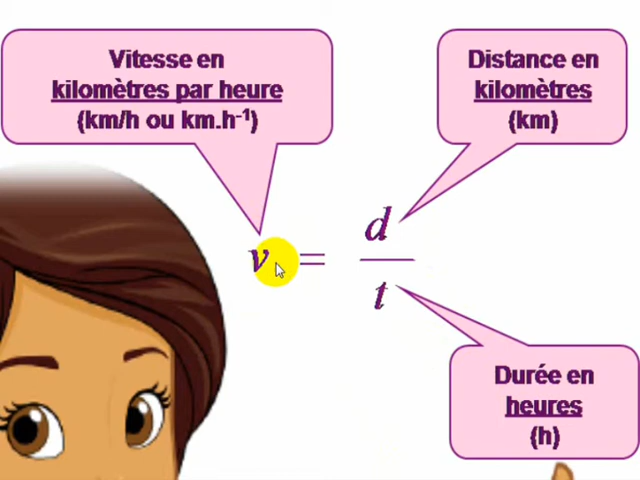 Vitesse en
kilomètres par heure
(km/h ou km.h⁻¹)
Distance en
kilomètres
(km)
v = d / t
Durée en
heures
(h)